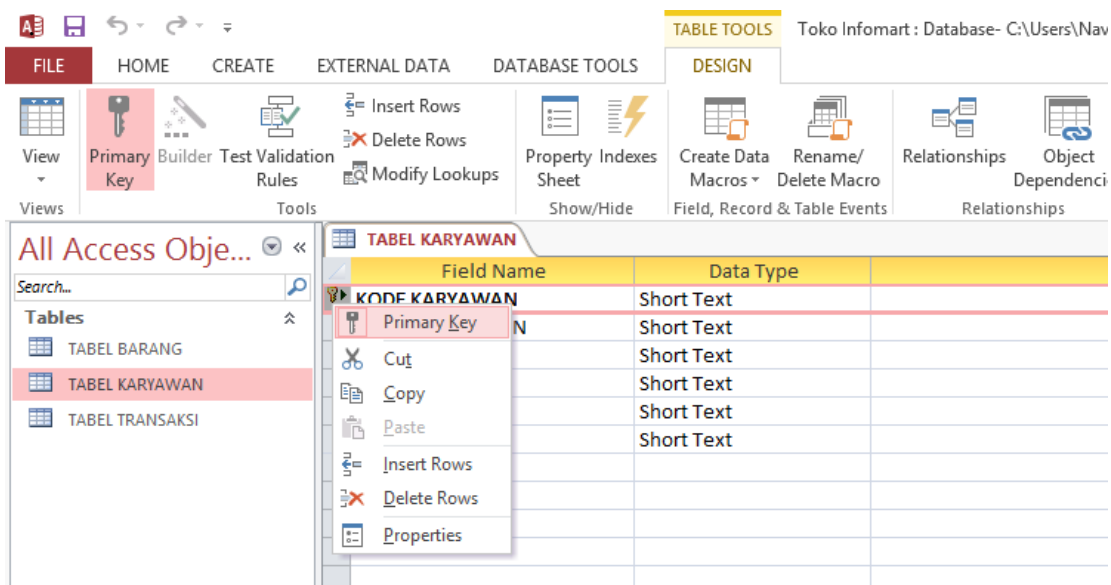 TABLE TOOLS Toko Infomart : Database- C:\Users\Nav
FILE HOME CREATE EXTERNAL DATA DATABASE TOOLS DESIGN
View
Primary Key
Builder
Test Validation Rules
Insert Rows
Delete Rows
Modify Lookups
Property Sheet
Indexes
Create Data Macros
Rename/ Delete Macro
Relationships
Object Dependenci
Views Tools Show/Hide Field, Record & Table Events Relationships
All Access Obje... «
Search...
Tables
TABEL BARANG
TABEL KARYAWAN
TABEL TRANSAKSI
TABEL KARYAWAN
Field Name Data Type
KODE KARYAWAN Short Text
N Short Text
Short Text
Short Text
Short Text
Short Text
Primary Key
Cut
Copy
Paste
Insert Rows
Delete Rows
Properties